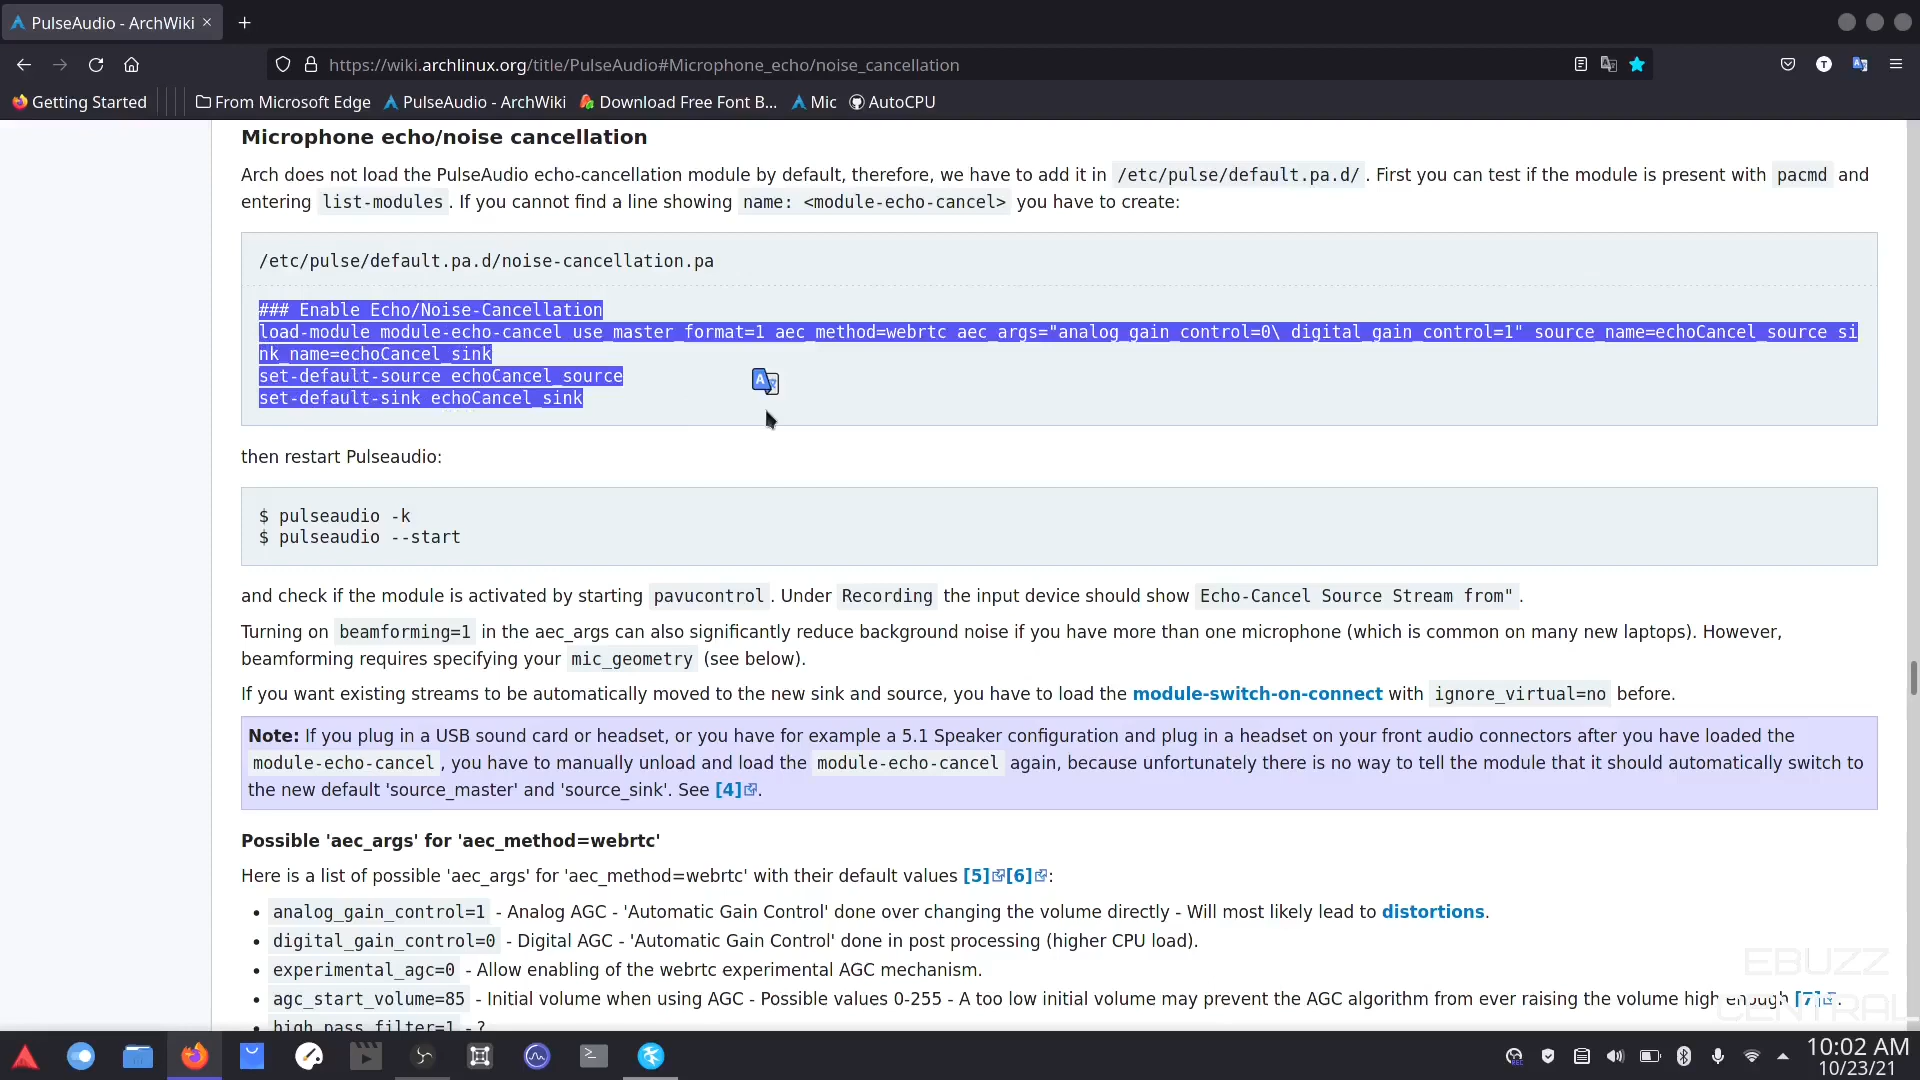 PulseAudio - ArchWiki
https://wiki.archlinux.org/title/PulseAudio#Microphone_echo/noise_cancellation
T
Getting Started
From Microsoft Edge
PulseAudio - ArchWiki
Download Free Font B...
Mic
AutoCPU
Microphone echo/noise cancellation
Arch does not load the PulseAudio echo-cancellation module by default, therefore, we have to add it in /etc/pulse/default.pa.d/ . First you can test if the module is present with pacmd and
entering list-modules . If you cannot find a line showing name: <module-echo-cancel> you have to create:
/etc/pulse/default.pa.d/noise-cancellation.pa
### Enable Echo/Noise-Cancellation
load-module module-echo-cancel use_master_format=1 aec_method=webrtc aec_args="analog_gain_control=0\ digital_gain_control=1" source_name=echoCancel_source si
nk_name=echoCancel_sink
set-default-source echoCancel_source
set-default-sink echoCancel_sink
then restart Pulseaudio:
$ pulseaudio -k
$ pulseaudio --start
and check if the module is activated by starting pavucontrol . Under Recording the input device should show Echo-Cancel Source Stream from" .
Turning on beamforming=1 in the aec_args can also significantly reduce background noise if you have more than one microphone (which is common on many new laptops). However,
beamforming requires specifying your mic_geometry (see below).
If you want existing streams to be automatically moved to the new sink and source, you have to load the module-switch-on-connect with ignore_virtual=no before.
Note: If you plug in a USB sound card or headset, or you have for example a 5.1 Speaker configuration and plug in a headset on your front audio connectors after you have loaded the
module-echo-cancel , you have to manually unload and load the module-echo-cancel again, because unfortunately there is no way to tell the module that it should automatically switch to
the new default 'source_master' and 'source_sink'. See [4].
Possible 'aec_args' for 'aec_method=webrtc'
Here is a list of possible 'aec_args' for 'aec_method=webrtc' with their default values [5][6]:
• analog_gain_control=1 - Analog AGC - 'Automatic Gain Control' done over changing the volume directly - Will most likely lead to distortions.
• digital_gain_control=0 - Digital AGC - 'Automatic Gain Control' done in post processing (higher CPU load).
• experimental_agc=0 - Allow enabling of the webrtc experimental AGC mechanism.
• agc_start_volume=85 - Initial volume when using AGC - Possible values 0-255 - A too low initial volume may prevent the AGC algorithm from ever raising the volume high enough [7].
• high_pass_filter=1 - ?
EBUZZ
CENTRAL
10:02 AM
10/23/21